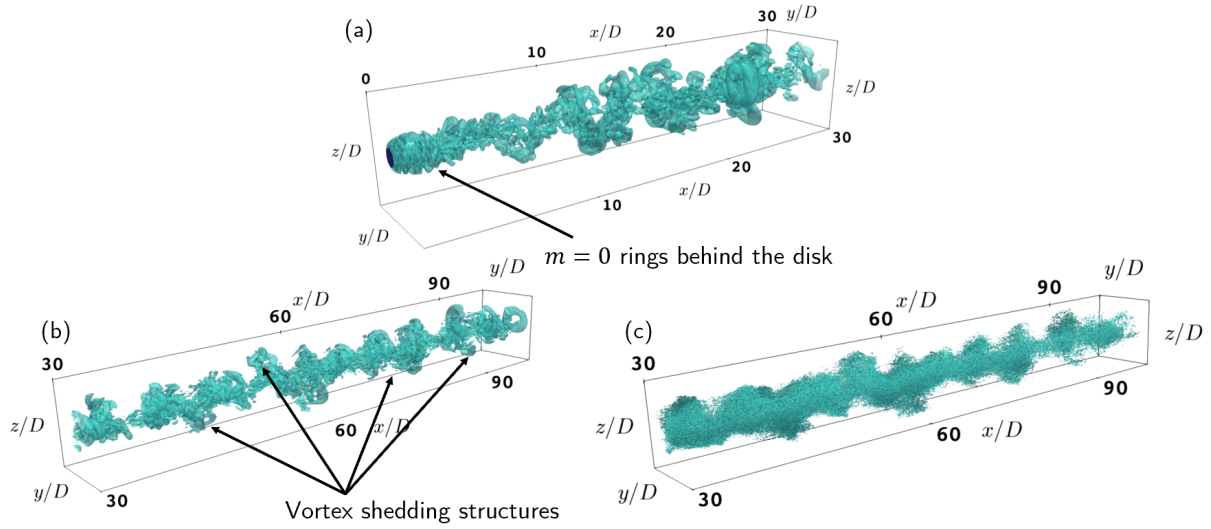 (a)
0
10
x/D
20
30
y/D
z/D
z/D
30
20
x/D
10
y/D
m = 0 rings behind the disk
(b)
30
60
x/D
90
y/D
z/D
90
60
x/D
y/D
30
Vortex shedding structures
(c)
30
60
x/D
90
y/D
z/D
z/D
90
60
x/D
y/D
30